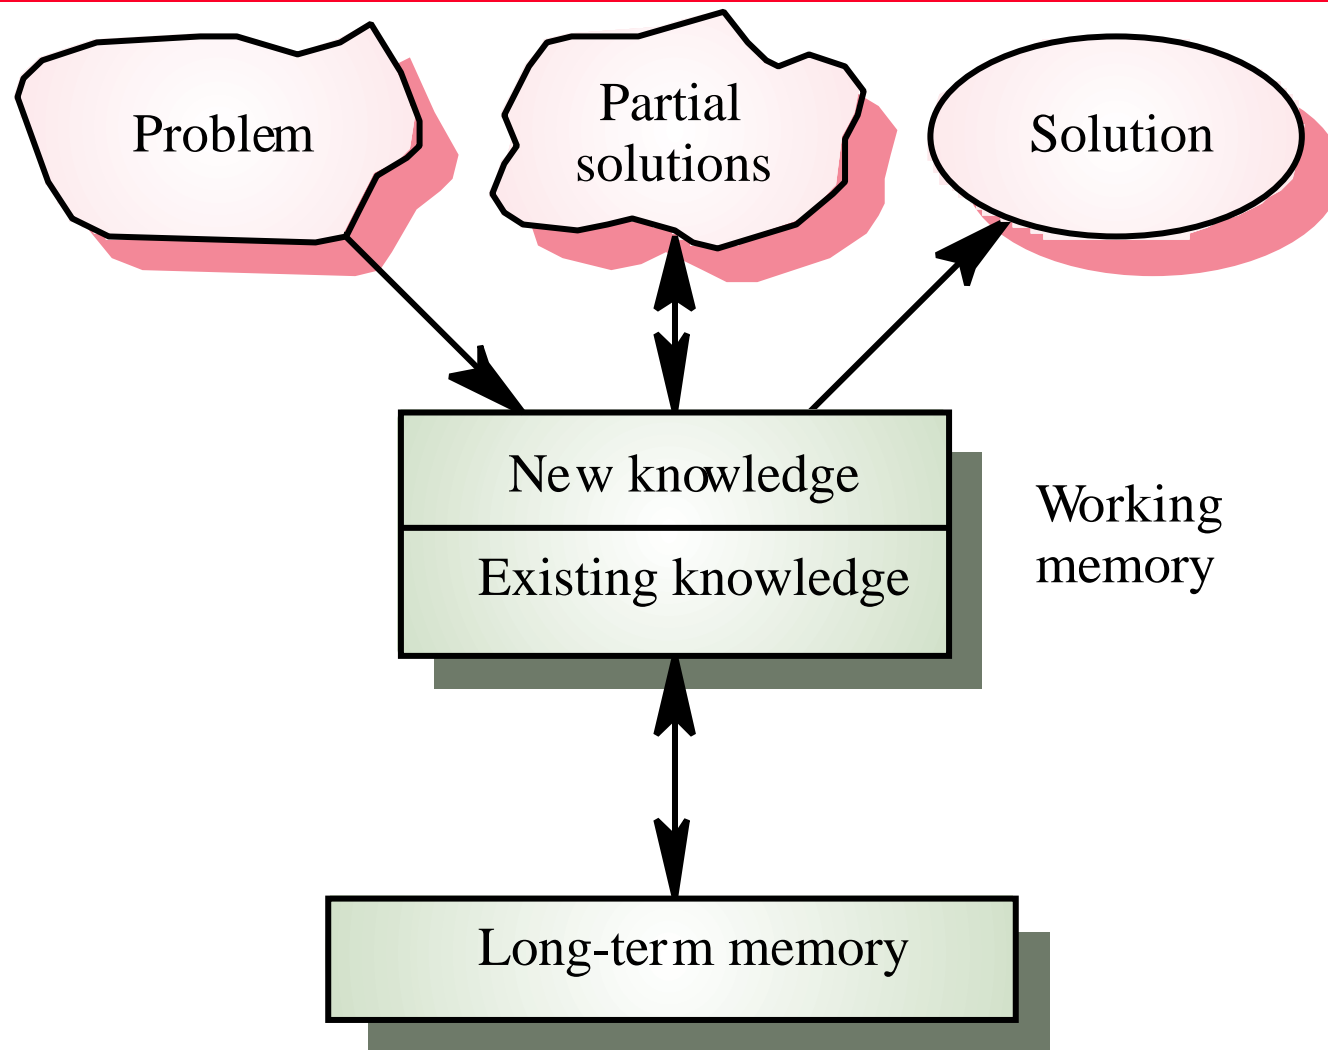 Problem
Partial
solutions
Solution
New knowledge
Existing knowledge
Working
memory
Long-term memory